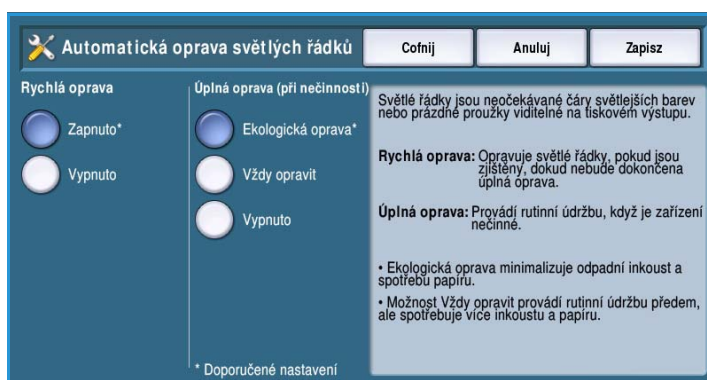 Automatická oprava světlých řádků
Cofnij
Anuluj
Zapisz
Rychlá oprava
Zapnuto*
Vypnuto
Úplná oprava (při nečinnosti)
Ekologická oprava*
Vždy opravit
Vypnuto
* Doporučené nastavení
Světlé řádky jsou neočekávané čáry světlejších barev
nebo prázdné proužky viditelné na tiskovém výstupu.
Rychlá oprava: Opravuje světlé řádky, pokud jsou
zjištěny, dokud nebude dokončena
úplná oprava.
Úplná oprava: Provádí rutinní údržbu, když je zařízení
nečinné.
• Ekologická oprava minimalizuje odpadní inkoust a
spotřebu papíru.
• Možnost Vždy opravit provádí rutinní údržbu předem,
ale spotřebuje více inkoustu a papíru.